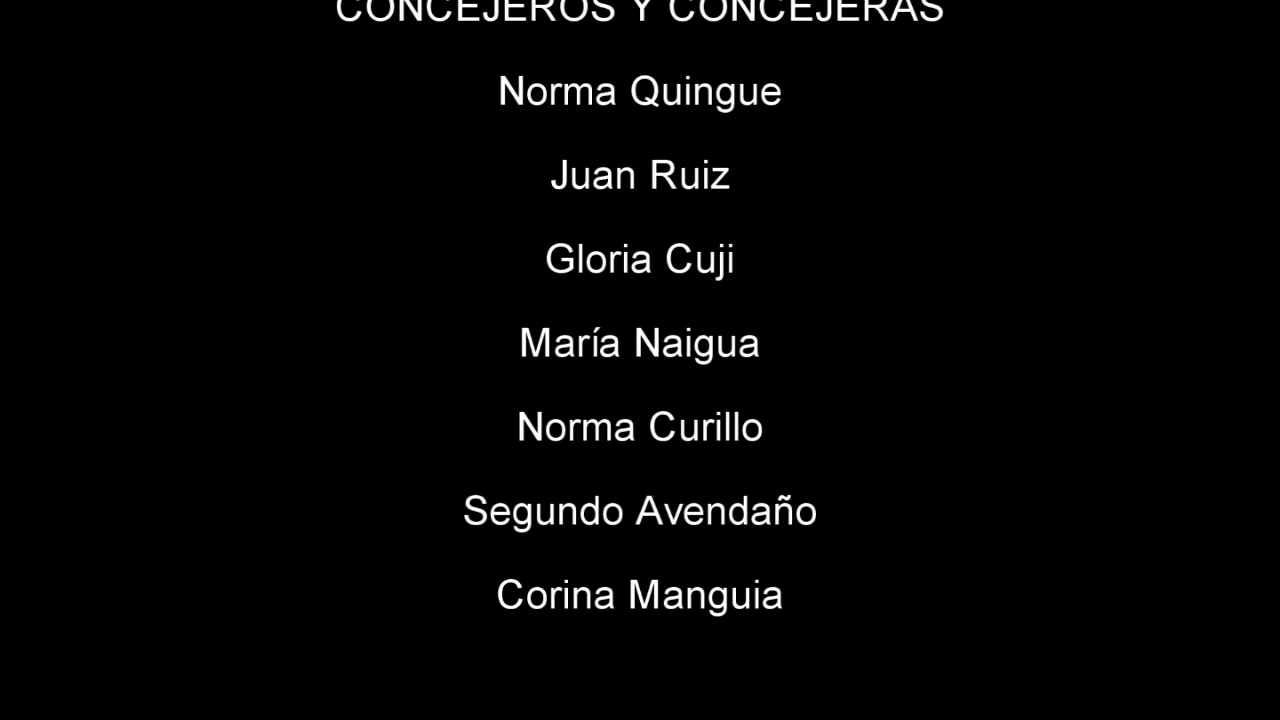 CONCEJEROS Y CONCEJERAS
Norma Quingue
Juan Ruiz
Gloria Cuji
María Naigua
Norma Curillo
Segundo Avendaño
Corina Manguia